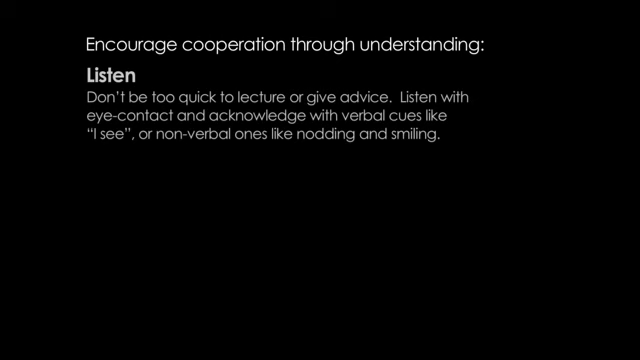 Encourage cooperation through understanding:
Listen
Don't be too quick to lecture or give advice.  Listen with
eye-contact and acknowledge with verbal cues like
“I see”, or non-verbal ones like nodding and smiling.